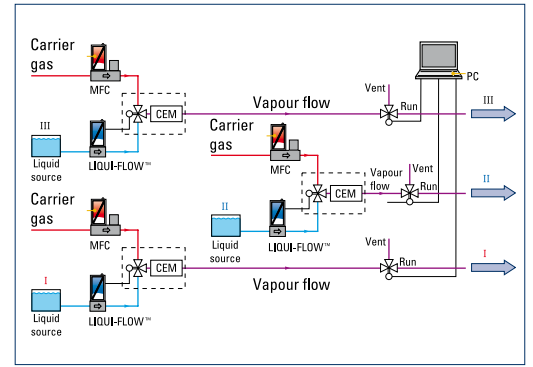 Carrier
gas
MFC
III
CEM
Liquid
source
LIQUI-FLOW™
Vapour flow
Vent
Run
PC
III
Carrier
gas
MFC
II
CEM
Liquid
source
LIQUI-FLOW™
Vapour
flow
Vent
Run
II
Carrier
gas
MFC
I
CEM
Liquid
source
LIQUI-FLOW™
Vapour flow
Vent
Run
I